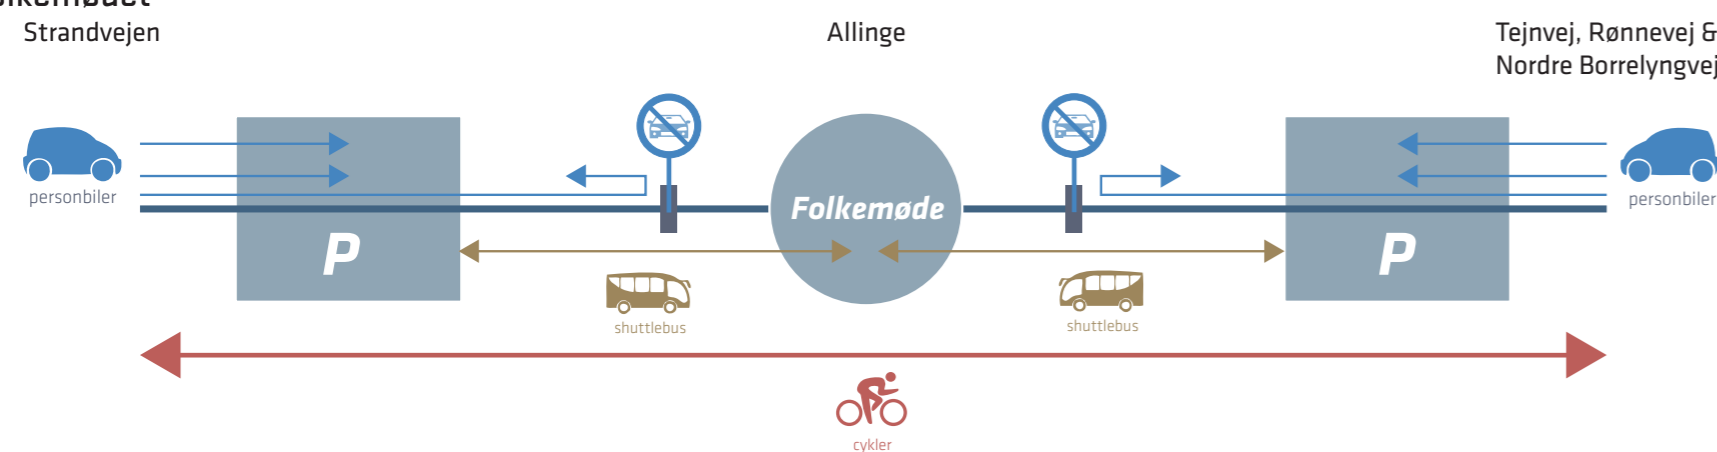 Strandvejen
Allinge
Tejnvej, Rønnevej &
Nordre Borrelyngvej
personbiler
personbiler
Folkemøde
P
P
shuttlebus
shuttlebus
cykler